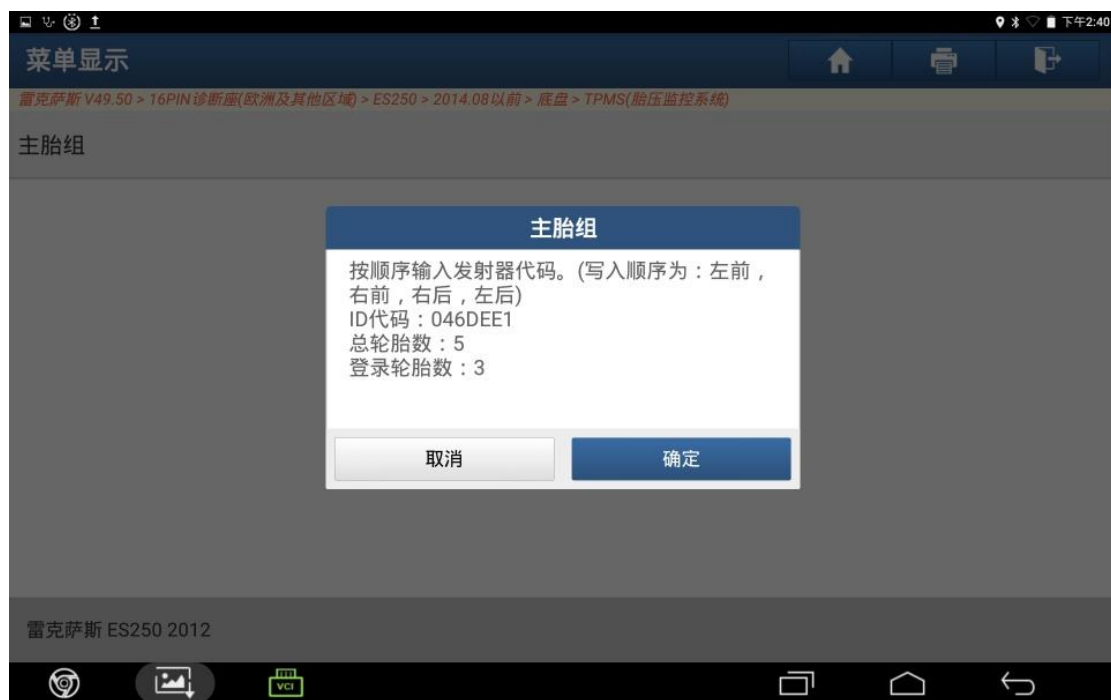 下午2:40
菜单显示
雷克萨斯 V49.50 > 16PIN诊断座(欧洲及其他区域) > ES250 > 2014.08以前 > 底盘 > TPMS(胎压监控系统)
主胎组
主胎组
按顺序输入发射器代码。(写入顺序为：左前，
右前，右后，左后)
ID代码：046DEE1
总轮胎数：5
登录轮胎数：3
取消
确定
雷克萨斯 ES250 2012
VCI